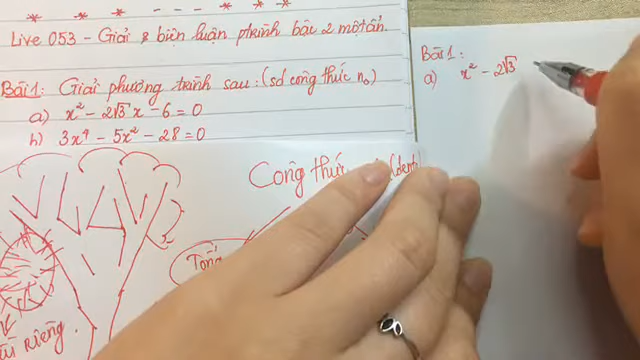 Live 053 - Giải & biện luận ptrình bậc 2 một ẩn.
Bài 1: Giải phương trình sau: (sd công thức n₀)
a) x² - 2√3 x - 6 = 0
b) 3x⁴ - 5x² - 28 = 0
Công thức
Tổng
riêng.
Bài 1:
a) x² - 2√3